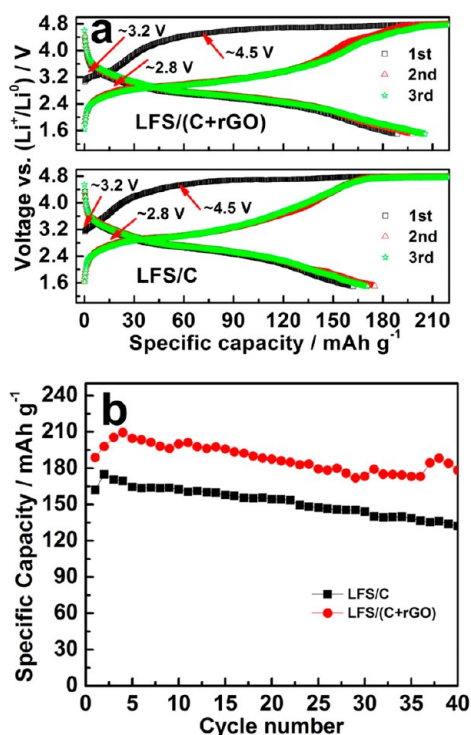 a
4.8
4.0
3.2
2.4
1.6
~3.2 V
~2.8 V
~4.5 V
LFS/(C+rGO)
1st
2nd
3rd
4.8
4.0
3.2
2.4
1.6
~3.2 V
~2.8 V
~4.5 V
LFS/C
1st
2nd
3rd
Voltage vs. (Li⁺/Li⁰) / V
0 30 60 90 120 150 180 210
Specific capacity / mAh g⁻¹
b
240
210
180
150
120
90
60
30
0
LFS/C
LFS/(C+rGO)
Specific Capacity / mAh g⁻¹
0 5 10 15 20 25 30 35 40
Cycle number